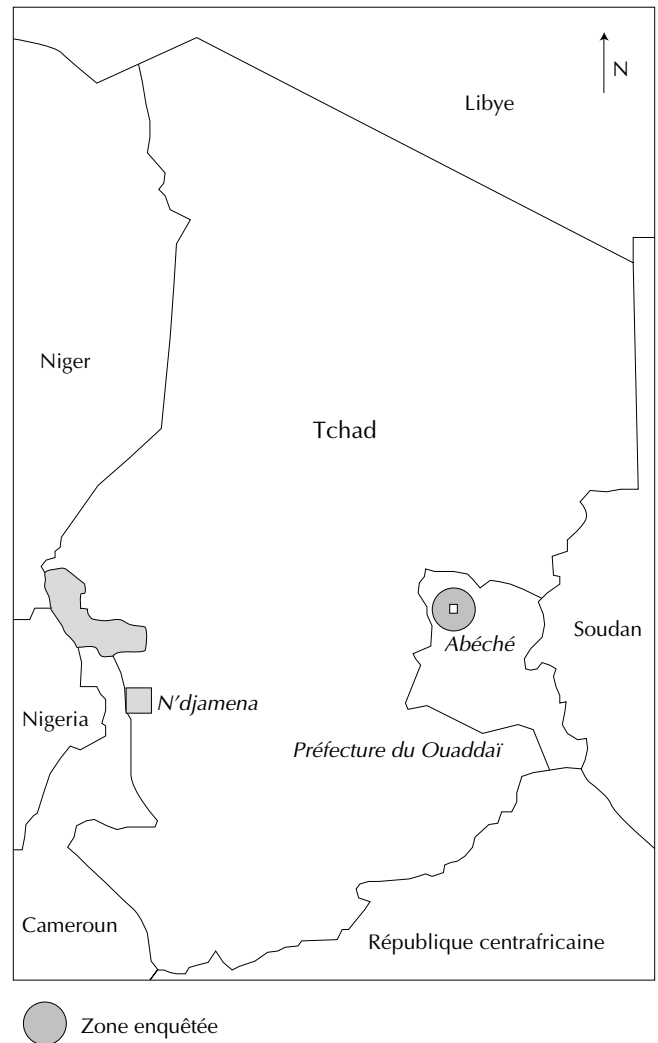 N
Libye
Niger
Tchad
Soudan
Abéché
N'djamena
Nigeria
Préfecture du Ouaddaï
Cameroun
République centrafricaine
Zone enquêtée